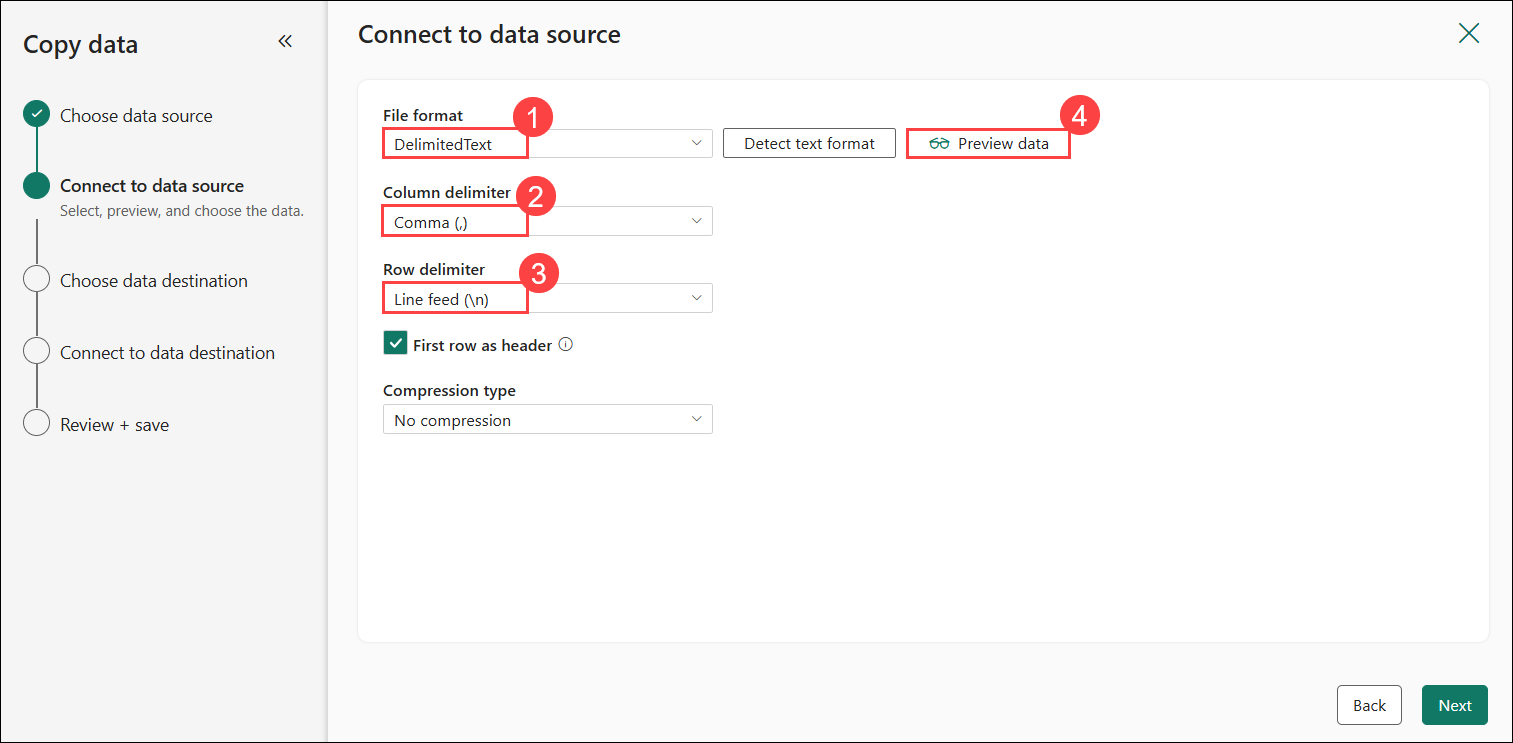 Copy data
Choose data source
Connect to data source
Select, preview, and choose the data.
Choose data destination
Connect to data destination
Review + save
Connect to data source
File format
1
DelimitedText
Detect text format
4
Preview data
Column delimiter
2
Comma (,)
Row delimiter
3
Line feed (\n)
First row as header
Compression type
No compression
Back
Next